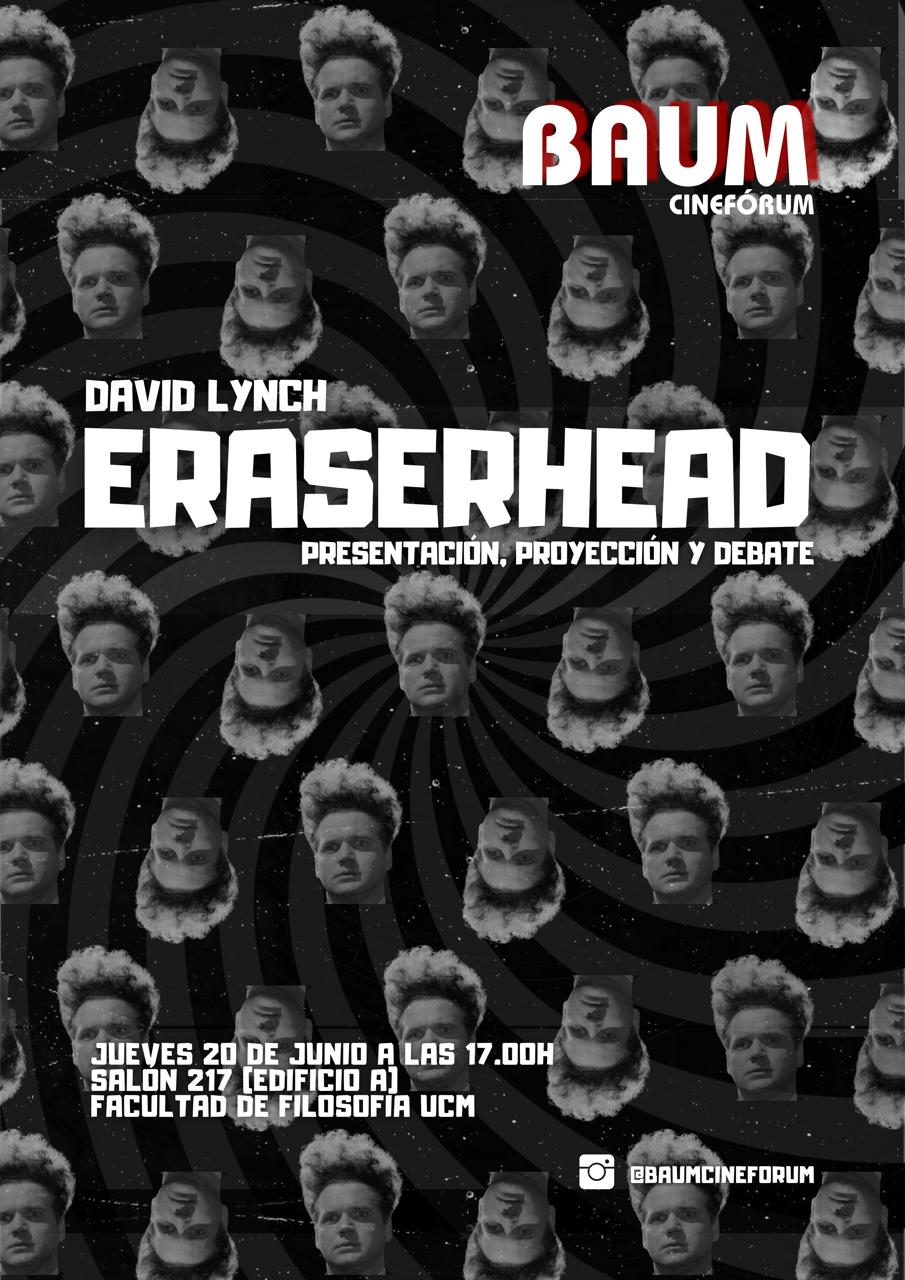 BAUM
CINEFÓRUM
DAVID LYNCH
ERASERHEAD
PRESENTACIÓN, PROYECCIÓN Y DEBATE
JUEVES 20 DE JUNIO A LAS 17.00H
SALÓN 217 (EDIFICIO A)
FACULTAD DE FILOSOFÍA UCM
@BAUMCINEFORUM